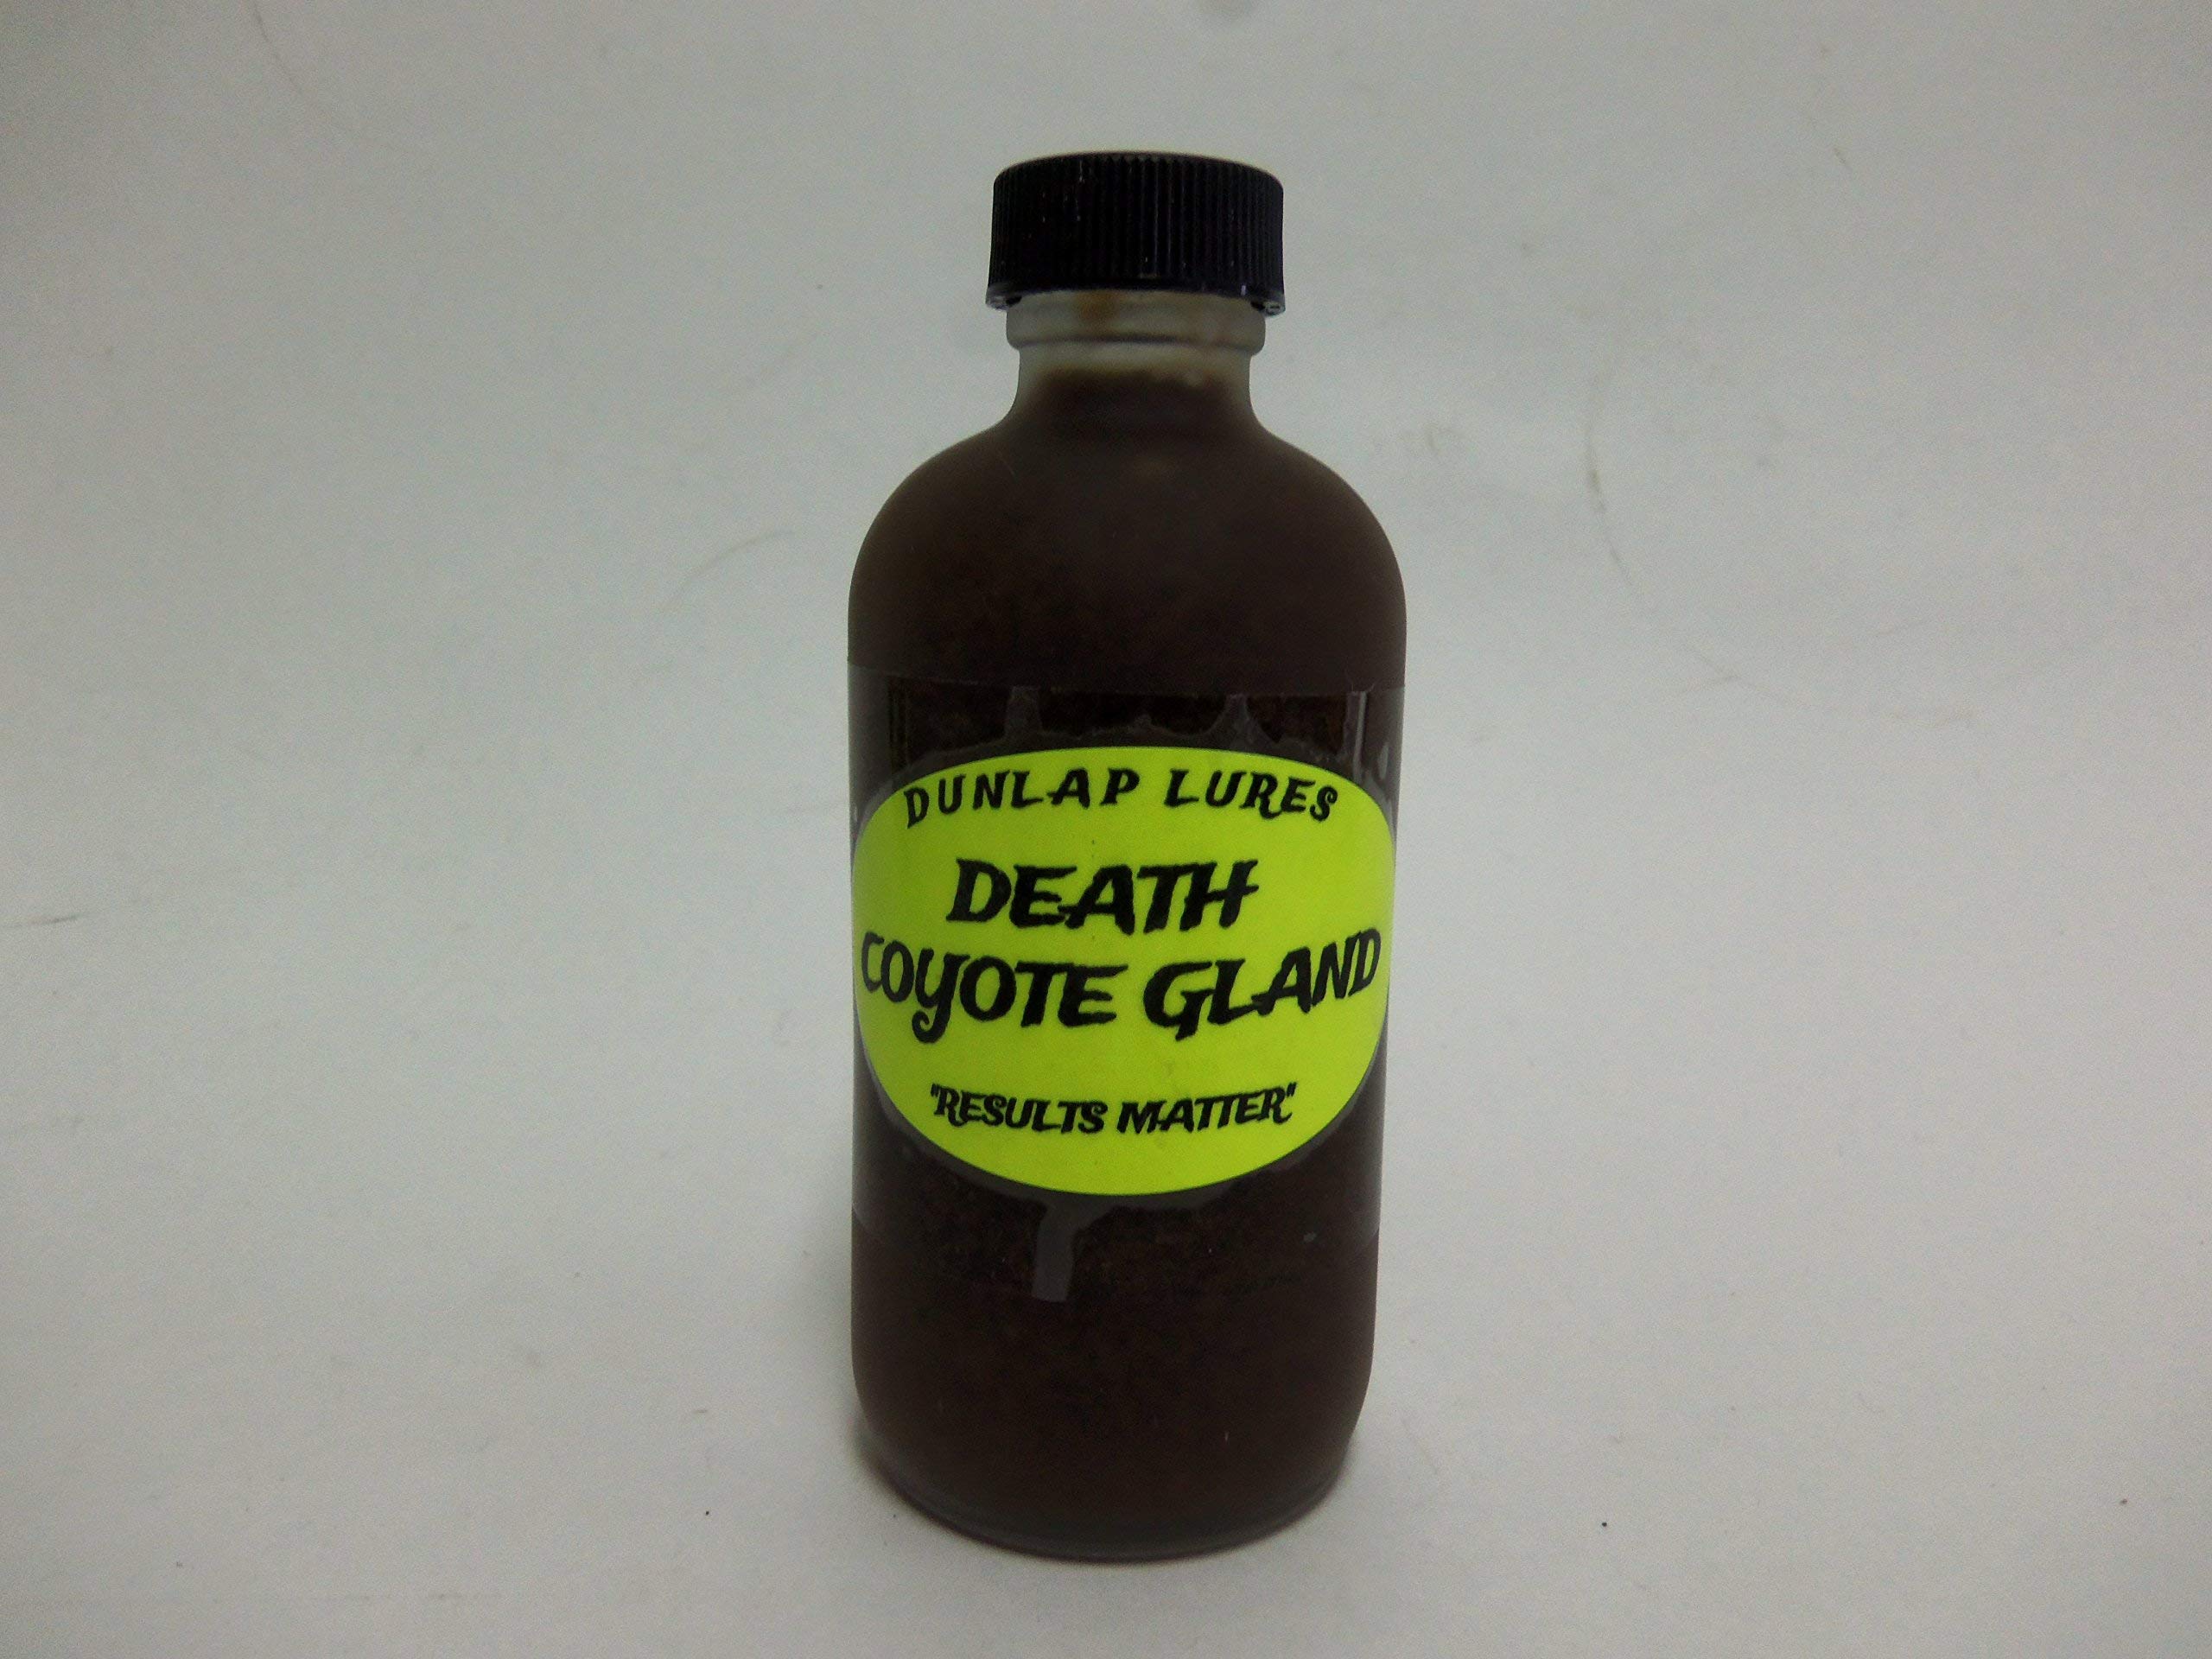 DUNLAP LURES
DEATH
COYOTE GLAND
"RESULTS MATTER"